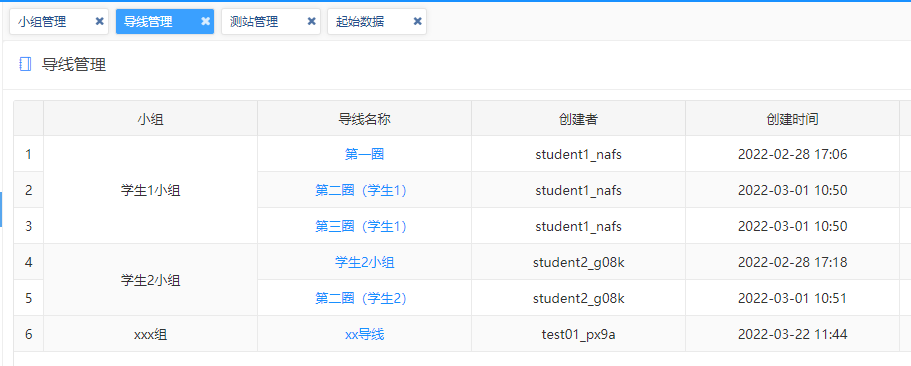 小组管理 导线管理 测站管理 起始数据
导线管理
小组 导线名称 创建者 创建时间
1 学生1小组 第一圈 student1_nafs 2022-02-28 17:06
2 第二圈（学生1） student1_nafs 2022-03-01 10:50
3 第三圈（学生1） student1_nafs 2022-03-01 10:50
4 学生2小组 学生2小组 student2_g08k 2022-02-28 17:18
5 第二圈（学生2） student2_g08k 2022-03-01 10:51
6 xxx组 xx导线 test01_px9a 2022-03-22 11:44